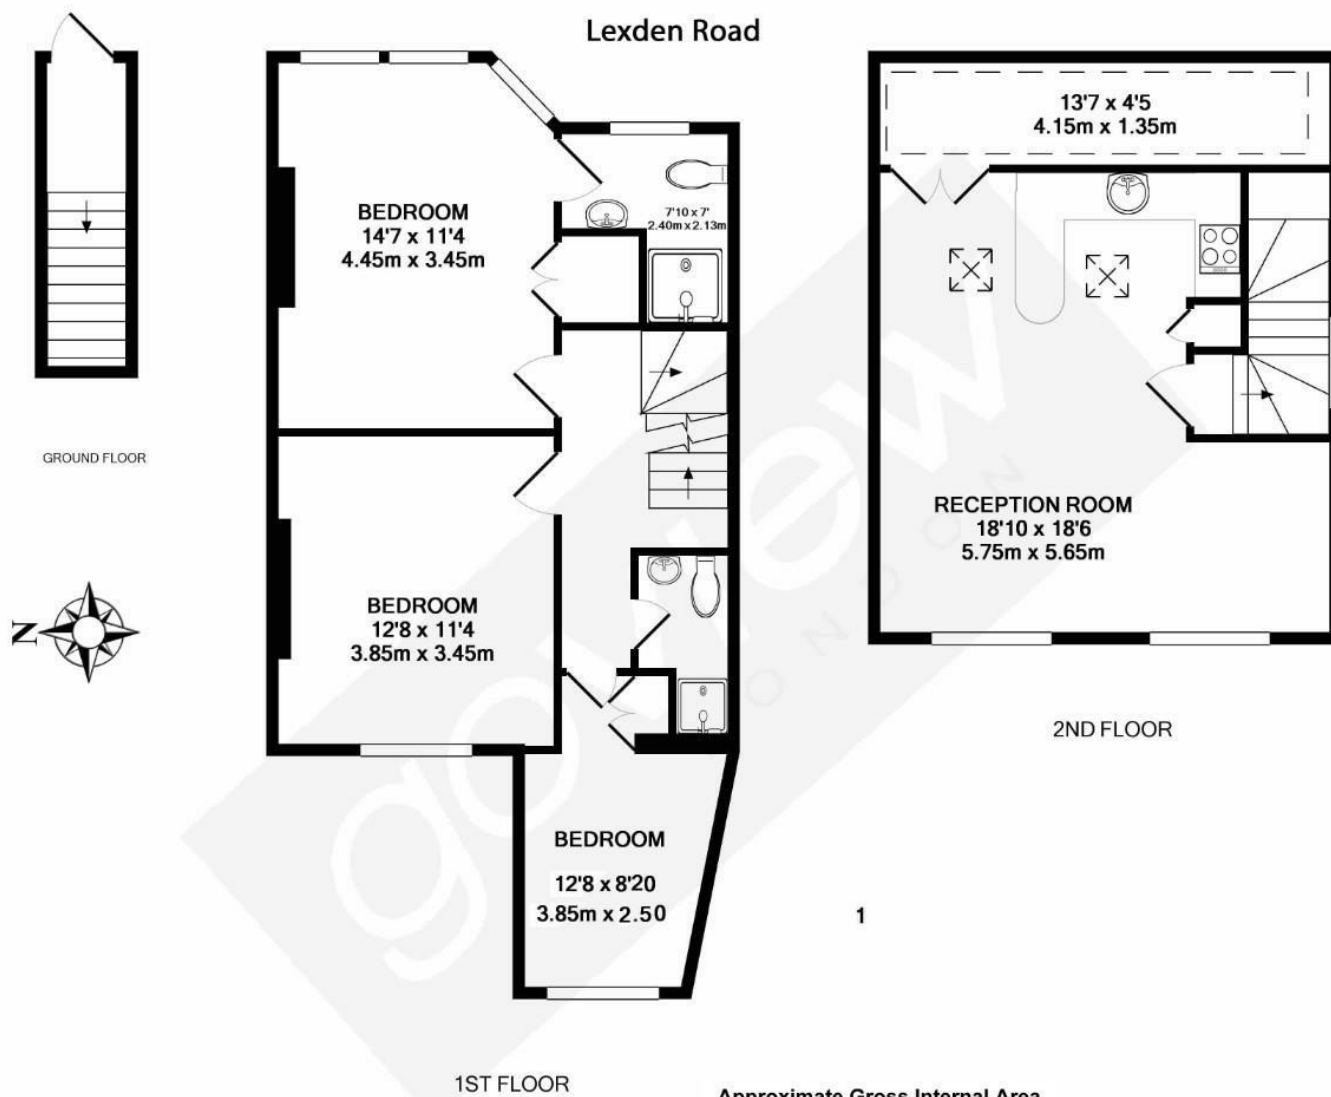 Lexden Road
GROUND FLOOR
N
BEDROOM
14'7 x 11'4
4.45m x 3.45m
7'10 x 7'
2.40m x 2.13m
BEDROOM
12'8 x 11'4
3.85m x 3.45m
BEDROOM
12'8 x 8'20
3.85m x 2.50
1ST FLOOR
13'7 x 4'5
4.15m x 1.35m
RECEPTION ROOM
18'10 x 18'6
5.75m x 5.65m
2ND FLOOR
1
goview
LONDON
Approximate Gross Internal Area